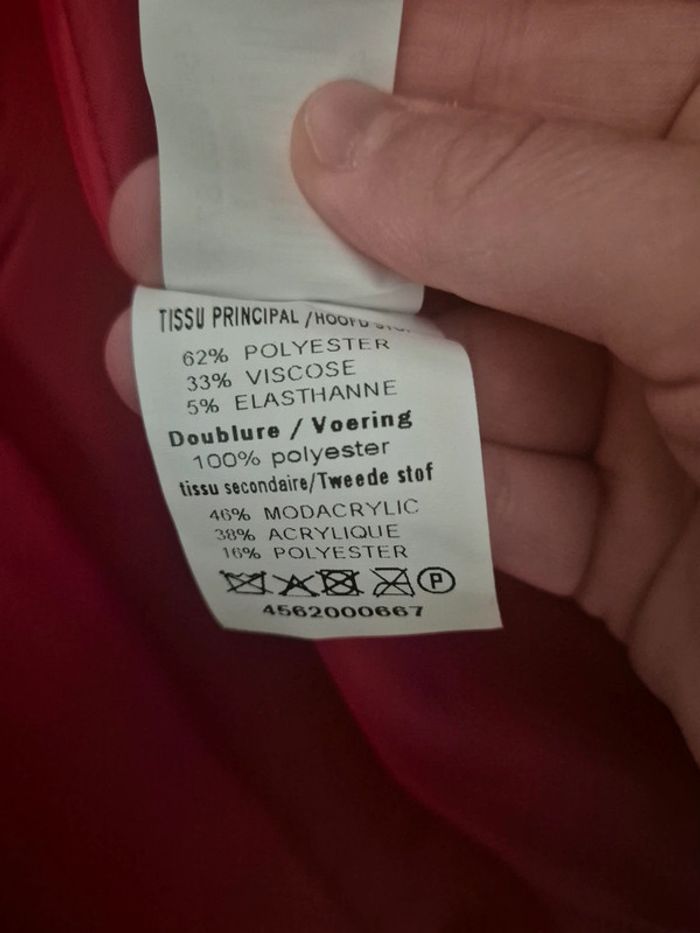 TISSU PRINCIPAL /HOOFD
62% POLYESTER
33% VISCOSE
5% ELASTHANNE
Doublure / Voering
100% polyester
tissu secondaire/Tweede stof
46% MODACRYLIC
38% ACRYLIQUE
16% POLYESTER
P
4562000667